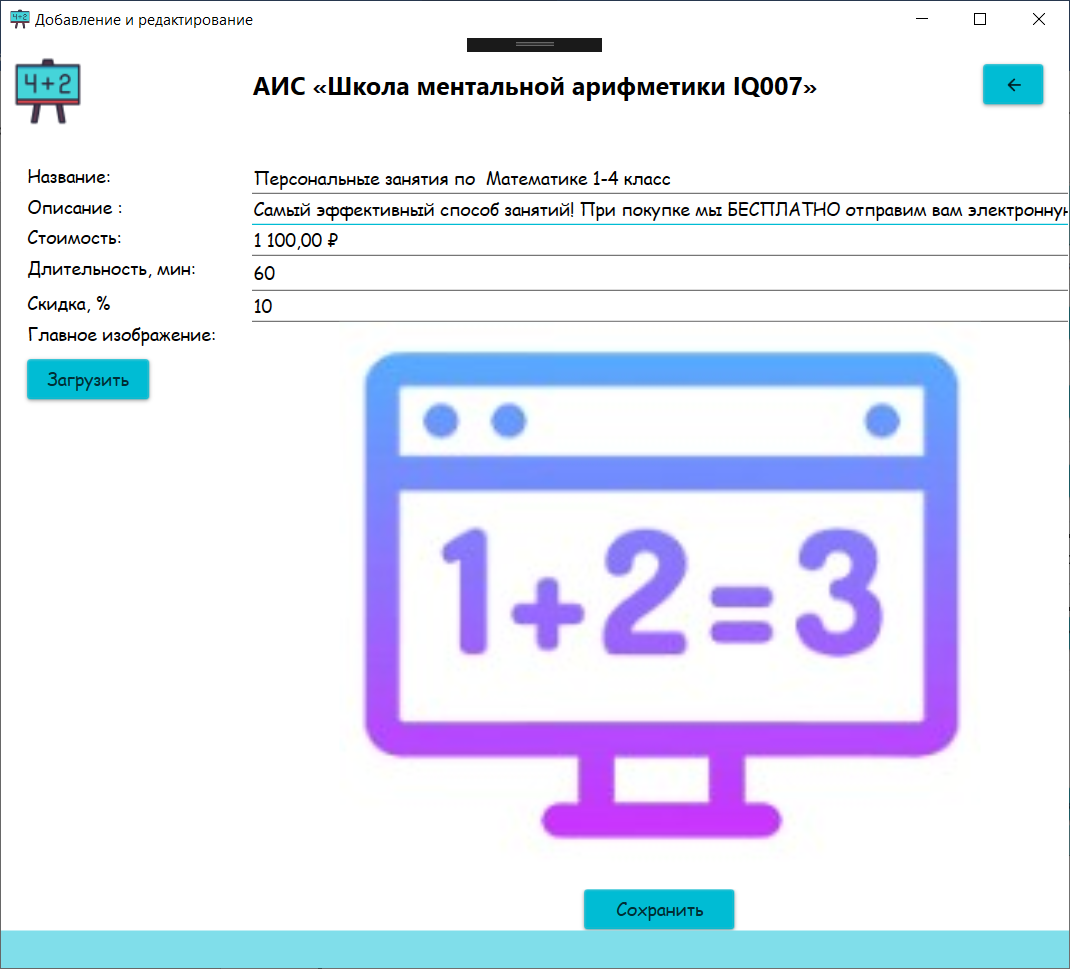 Добавление и редактирование
4+2
АИС «Школа ментальной арифметики IQ007»
Название: Персональные занятия по  Математике 1-4 класс
Описание : Самый эффективный способ занятий! При покупке мы БЕСПЛАТНО отправим вам электронную
Стоимость: 1 100,00 ₽
Длительность, мин: 60
Скидка, % 10
Главное изображение:
Загрузить
1+2=3
Сохранить